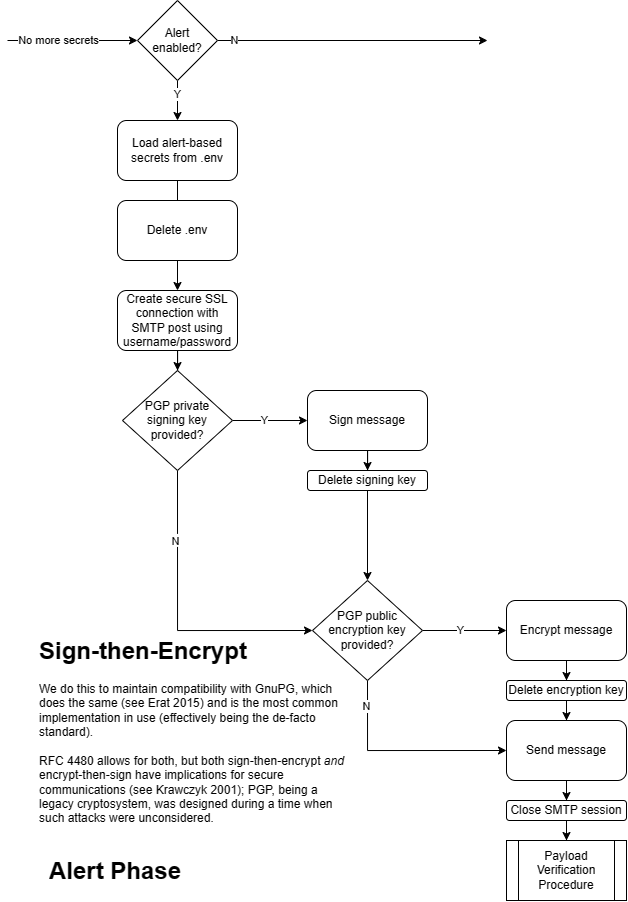 No more secrets
Alert
enabled?
N
Y
Load alert-based
secrets from .env
Delete .env
Create secure SSL
connection with
SMTP post using
username/password
PGP private
signing key
provided?
Y
Sign message
Delete signing key
N
PGP public
encryption key
provided?
Y
Encrypt message
Delete encryption key
N
Send message
Close SMTP session
Payload
Verification
Procedure
Sign-then-Encrypt
We do this to maintain compatibility with GnuPG, which
does the same (see Erat 2015) and is the most common
implementation in use (effectively being the de-facto
standard).
RFC 4480 allows for both, but both sign-then-encrypt and
encrypt-then-sign have implications for secure
communications (see Krawczyk 2001); PGP, being a
legacy cryptosystem, was designed during a time when
such attacks were unconsidered.
Alert Phase